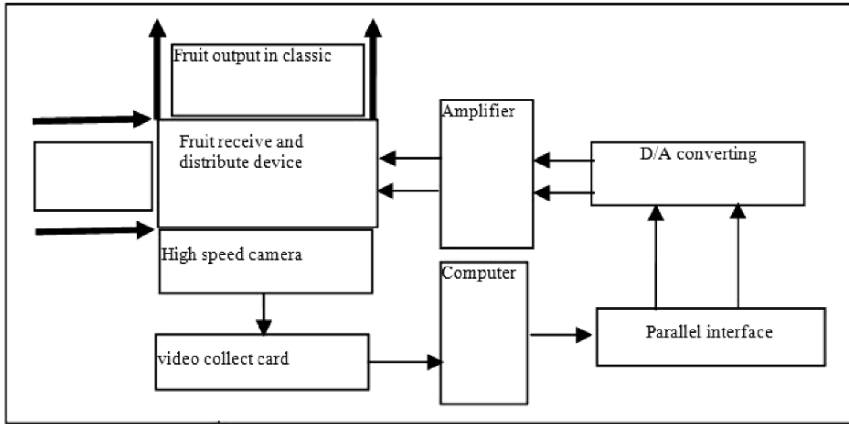 Fruit output in classic
Amplifier
Fruit receive and
distribute device
D/A converting
High speed camera
Computer
Parallel interface
video collect card